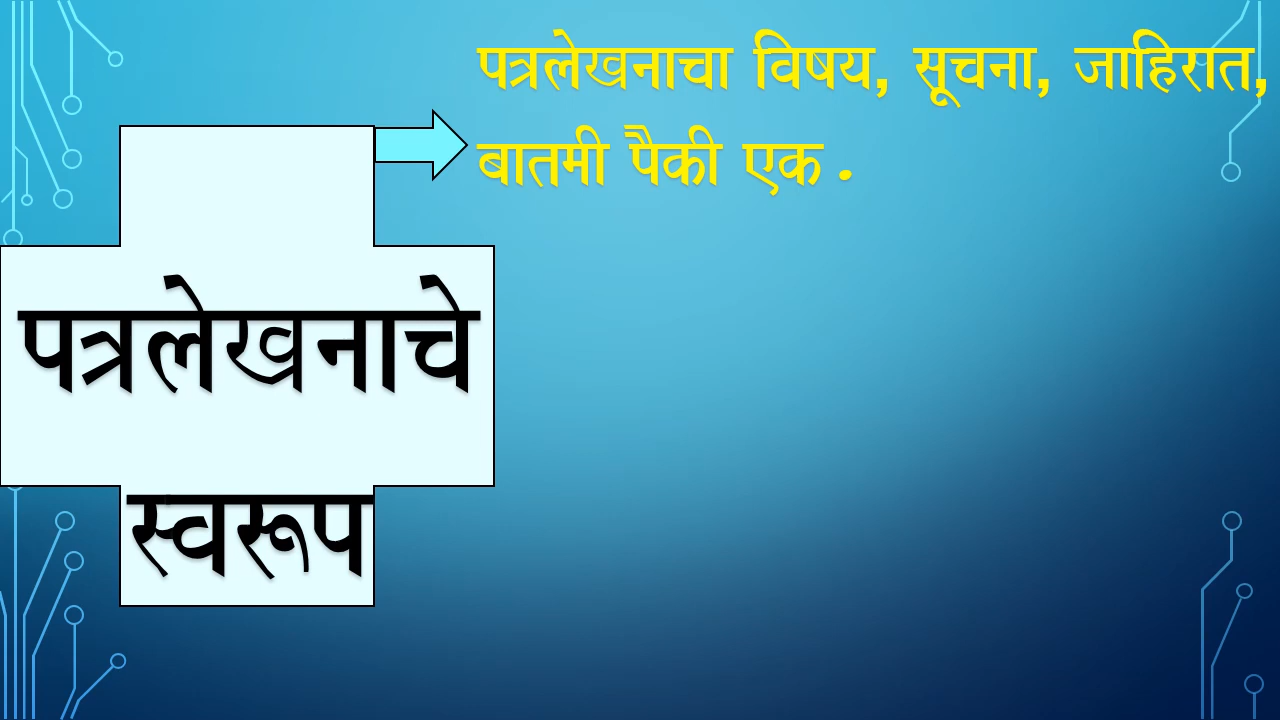 पत्रलेखनाचा विषय, सूचना, जाहिरात,
बातमी पैकी एक .
पत्रलेखनाचे
स्वरूप